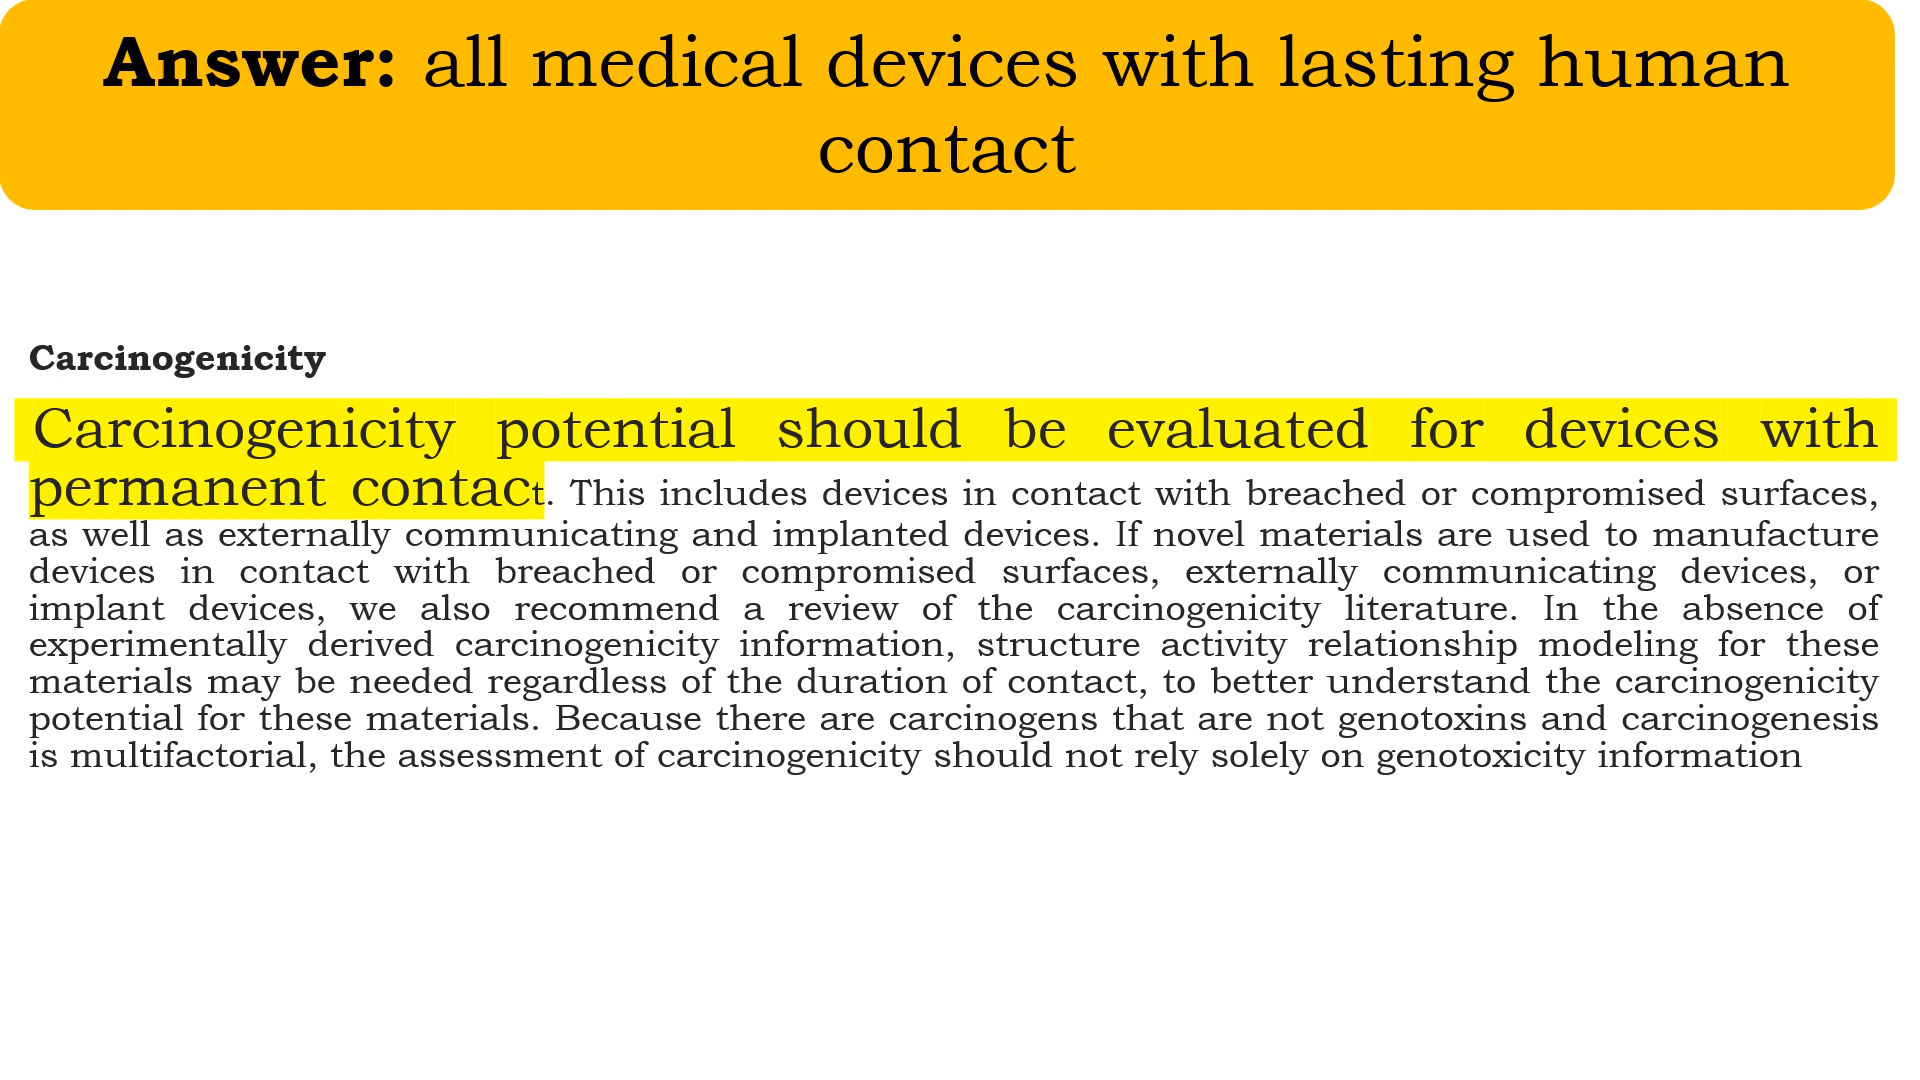 Answer: all medical devices with lasting human
contact
Carcinogenicity
Carcinogenicity potential should be evaluated for devices with
permanent contact. This includes devices in contact with breached or compromised surfaces,
as well as externally communicating and implanted devices. If novel materials are used to manufacture
devices in contact with breached or compromised surfaces, externally communicating devices, or
implant devices, we also recommend a review of the carcinogenicity literature. In the absence of
experimentally derived carcinogenicity information, structure activity relationship modeling for these
materials may be needed regardless of the duration of contact, to better understand the carcinogenicity
potential for these materials. Because there are carcinogens that are not genotoxins and carcinogenesis
is multifactorial, the assessment of carcinogenicity should not rely solely on genotoxicity information